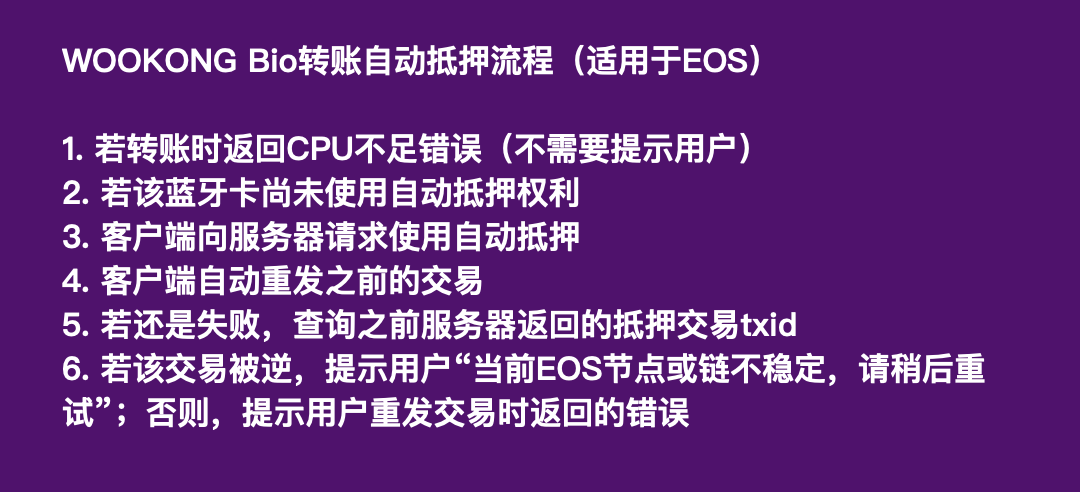 WOOKONG Bio转账自动抵押流程（适用于EOS）
1. 若转账时返回CPU不足错误（不需要提示用户）
2. 若该蓝牙卡尚未使用自动抵押权利
3. 客户端向服务器请求使用自动抵押
4. 客户端自动重发之前的交易
5. 若还是失败，查询之前服务器返回的抵押交易txid
6. 若该交易被逆，提示用户“当前EOS节点或链不稳定，请稍后重
试”；否则，提示用户重发交易时返回的错误